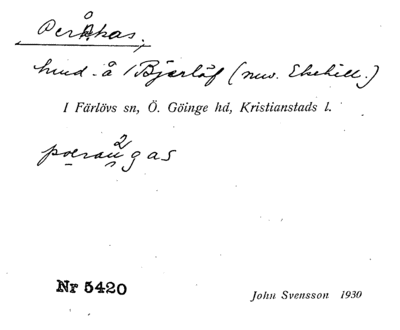 Peråkas,
hmd. å / Bjärlöf (nuv. Ekehill.)
I Färlövs sn, Ö. Göinge hd, Kristianstads l.
Nr 5420
John Svensson 1930